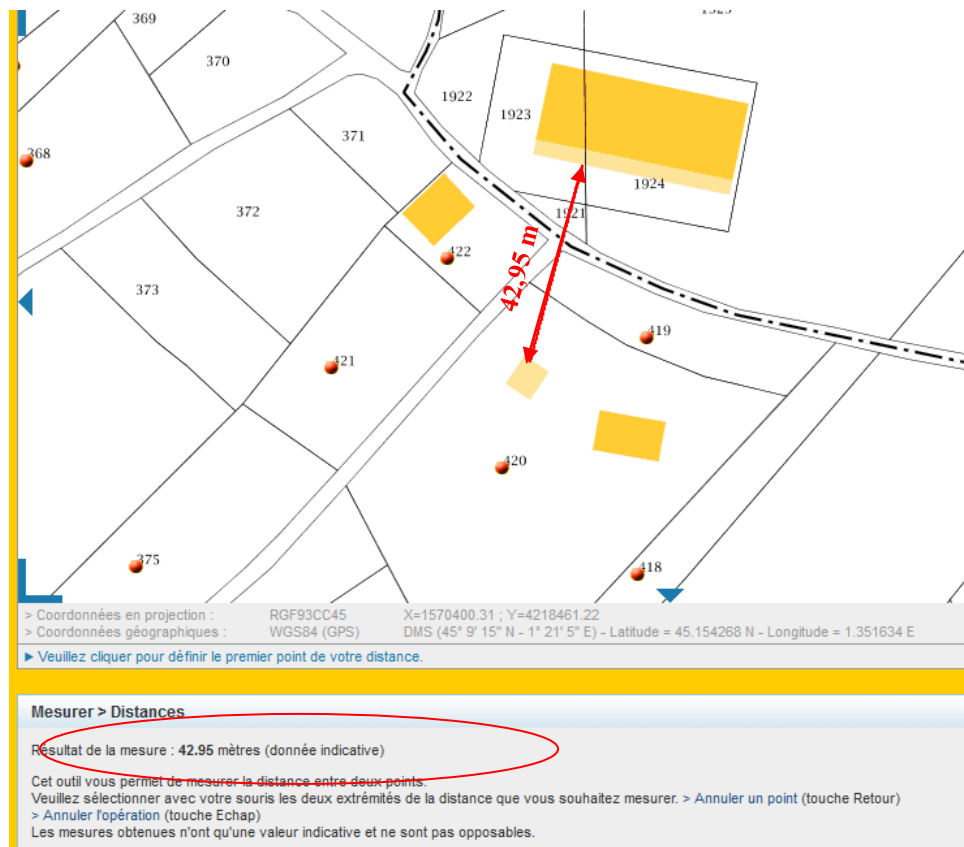 369
1925
370
1922
1923
371
368
1924
372
1921
422
42,95 m
373
419
421
420
375
418
> Coordonnées en projection : RGF93CC45 X=1570400.31 ; Y=4218461.22
> Coordonnées géographiques : WGS84 (GPS) DMS (45° 9' 15" N - 1° 21' 5" E) - Latitude = 45.154268 N - Longitude = 1.351634 E
Veuillez cliquer pour définir le premier point de votre distance.
Mesurer > Distances
Résultat de la mesure : 42.95 mètres (donnée indicative)
Cet outil vous permet de mesurer la distance entre deux points.
Veuillez sélectionner avec votre souris les deux extrémités de la distance que vous souhaitez mesurer. > Annuler un point (touche Retour)
> Annuler l'opération (touche Echap)
Les mesures obtenues n'ont qu'une valeur indicative et ne sont pas opposables.